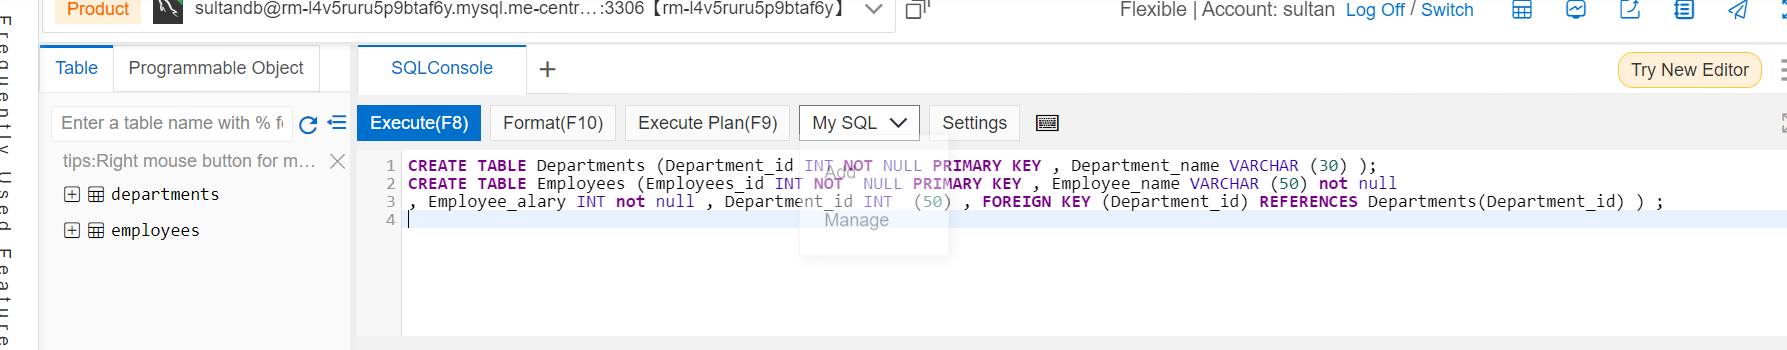 Product sultandb@rm-l4v5ruru5p9btaf6y.mysql.me-centr... :3306【rm-l4v5ruru5p9btaf6y】 Flexible | Account: sultan Log Off / Switch
Frequently Used Feature
Table Programmable Object SQLConsole + Try New Editor
Enter a table name with % f Execute(F8) Format(F10) Execute Plan(F9) My SQL Settings
tips:Right mouse button for m...
departments
employees
Add
Manage
1 CREATE TABLE Departments (Department_id INT NOT NULL PRIMARY KEY , Department_name VARCHAR (30) );
2 CREATE TABLE Employees (Employees_id INT NOT  NULL PRIMARY KEY , Employee_name VARCHAR (50) not null
3 , Employee_alary INT not null , Department_id INT  (50) , FOREIGN KEY (Department_id) REFERENCES Departments(Department_id) ) ;
4